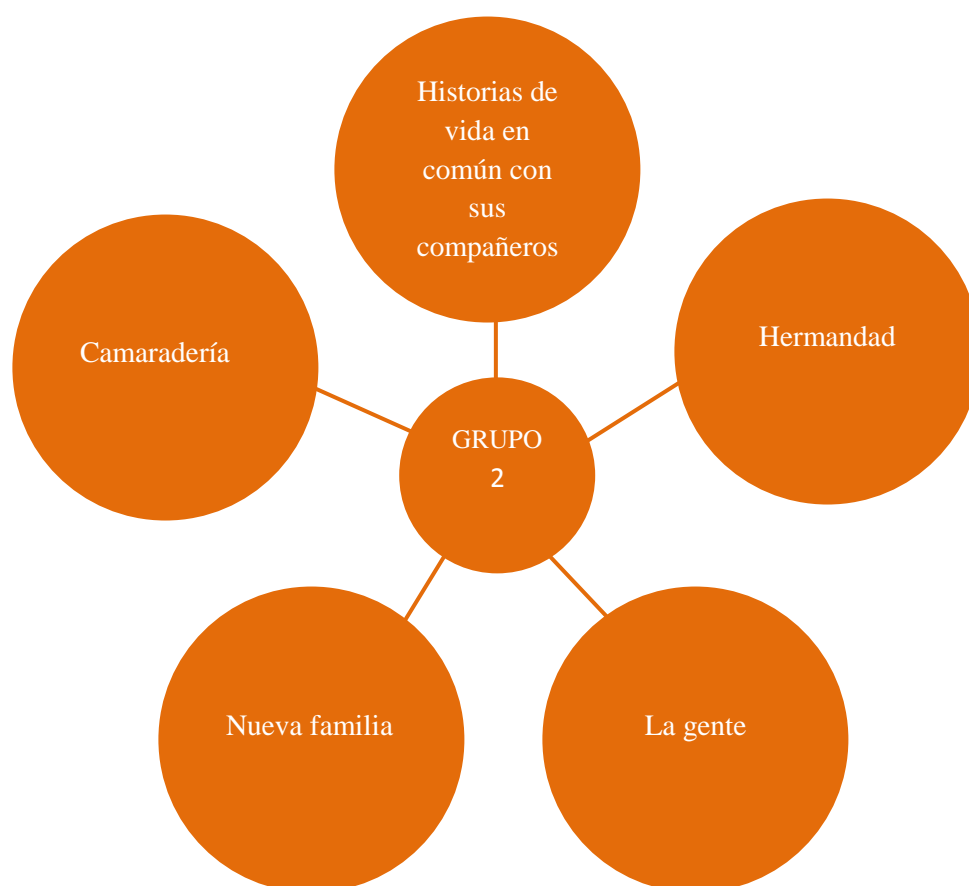 Historias de
vida en
común con
sus
compañeros
Camaradería
Hermandad
GRUPO
2
Nueva familia
La gente